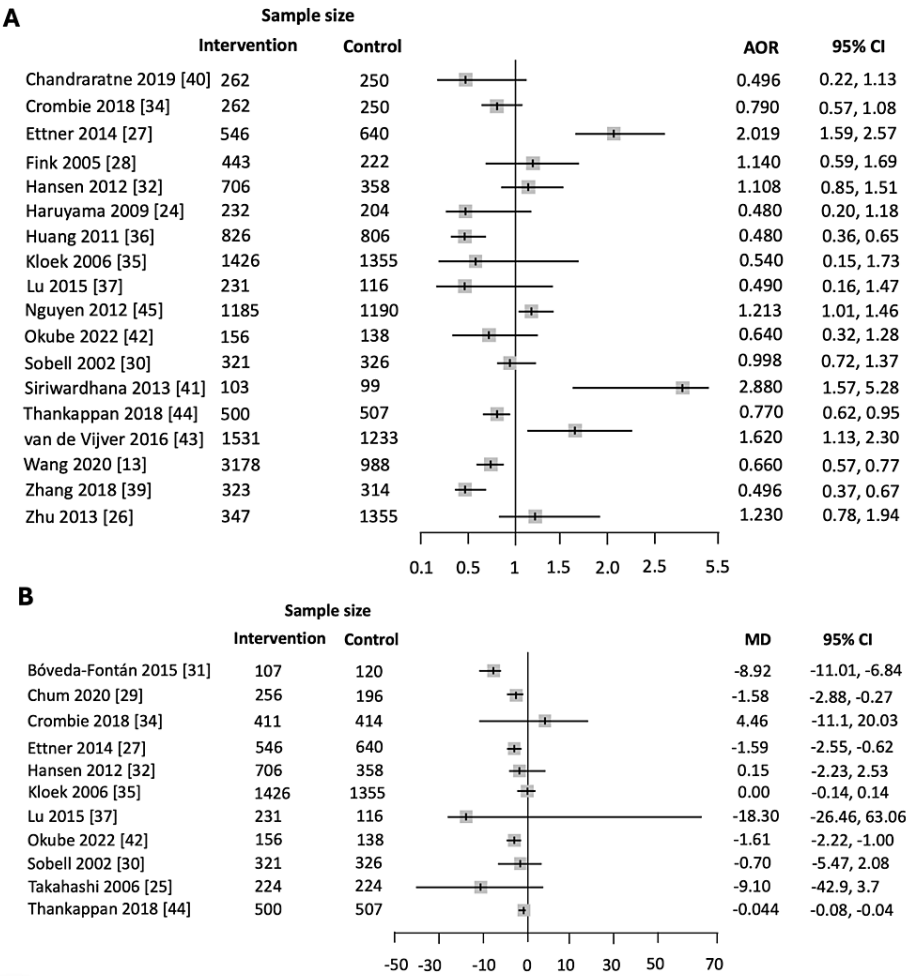 A
Sample size
Intervention Control AOR 95% CI
Chandraratne 2019 [40] 262 250 0.496 0.22, 1.13
Crombie 2018 [34] 262 250 0.790 0.57, 1.08
Ettner 2014 [27] 546 640 2.019 1.59, 2.57
Fink 2005 [28] 443 222 1.140 0.59, 1.69
Hansen 2012 [32] 706 358 1.108 0.85, 1.51
Haruyama 2009 [24] 232 204 0.480 0.20, 1.18
Huang 2011 [36] 826 806 0.480 0.36, 0.65
Kloek 2006 [35] 1426 1355 0.540 0.15, 1.73
Lu 2015 [37] 231 116 0.490 0.16, 1.47
Nguyen 2012 [45] 1185 1190 1.213 1.01, 1.46
Okube 2022 [42] 156 138 0.640 0.32, 1.28
Sobell 2002 [30] 321 326 0.998 0.72, 1.37
Siriwardhana 2013 [41] 103 99 2.880 1.57, 5.28
Thankappan 2018 [44] 500 507 0.770 0.62, 0.95
van de Vijver 2016 [43] 1531 1233 1.620 1.13, 2.30
Wang 2020 [13] 3178 988 0.660 0.57, 0.77
Zhang 2018 [39] 323 314 0.496 0.37, 0.67
Zhu 2013 [26] 347 1355 1.230 0.78, 1.94
0.1 0.5 1 1.5 2.0 2.5 5.5
B
Sample size
Intervention Control MD 95% CI
Bóveda-Fontán 2015 [31] 107 120 -8.92 -11.01, -6.84
Chum 2020 [29] 256 196 -1.58 -2.88, -0.27
Crombie 2018 [34] 411 414 4.46 -11.1, 20.03
Ettner 2014 [27] 546 640 -1.59 -2.55, -0.62
Hansen 2012 [32] 706 358 0.15 -2.23, 2.53
Kloek 2006 [35] 1426 1355 0.00 -0.14, 0.14
Lu 2015 [37] 231 116 -18.30 -26.46, 63.06
Okube 2022 [42] 156 138 -1.61 -2.22, -1.00
Sobell 2002 [30] 321 326 -0.70 -5.47, 2.08
Takahashi 2006 [25] 224 224 -9.10 -42.9, 3.7
Thankappan 2018 [44] 500 507 -0.044 -0.08, -0.04
-50 -30 -10 0 10 30 50 70